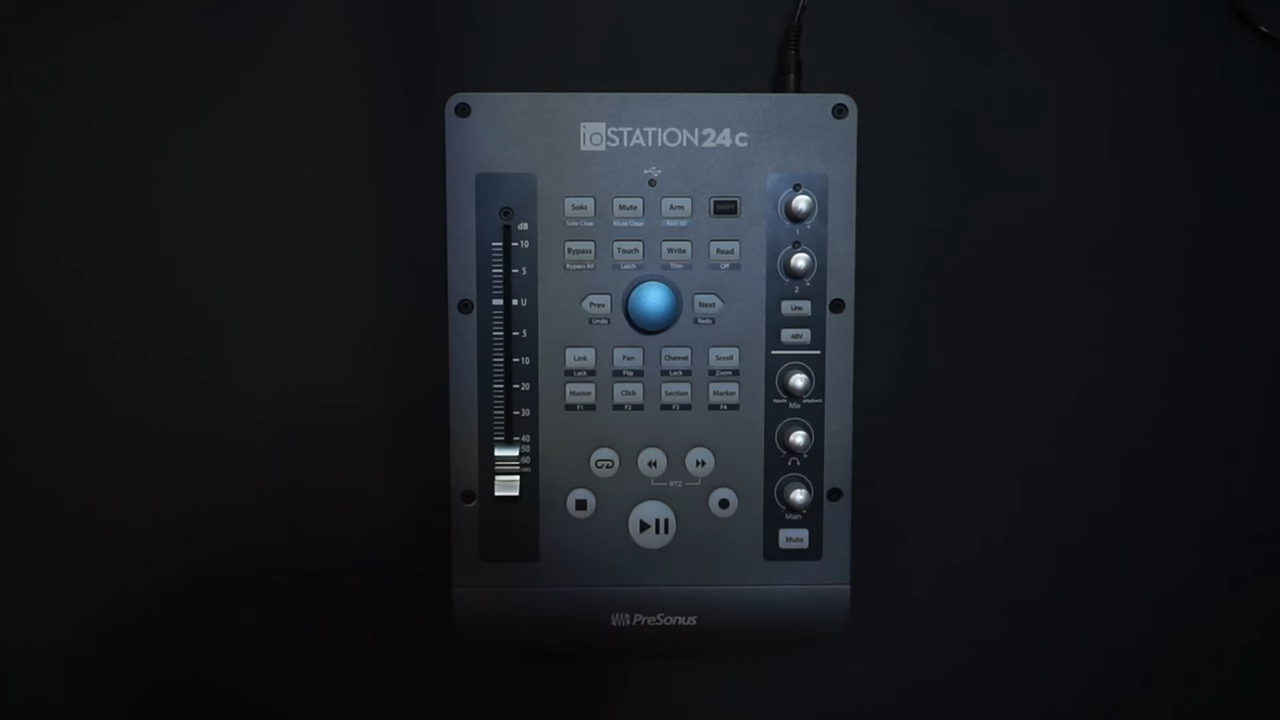 ioSTATION24c
Solo Mute Arm SHIFT
Solo Clear Mute Clear
Bypass Touch Write Read
Bypass All Latch Trim Off
Prev Next
Undo Redo
Link Pan Channel Scroll
Lock Flip Lock Zoom
Master Click Section Marker
F1 F2 F3 F4
RTZ
dB
10
5
U
5
10
20
30
40
50
60
∞
1
2
Line
48V
Inputs playback
Mix
Main
Mute
PreSonus